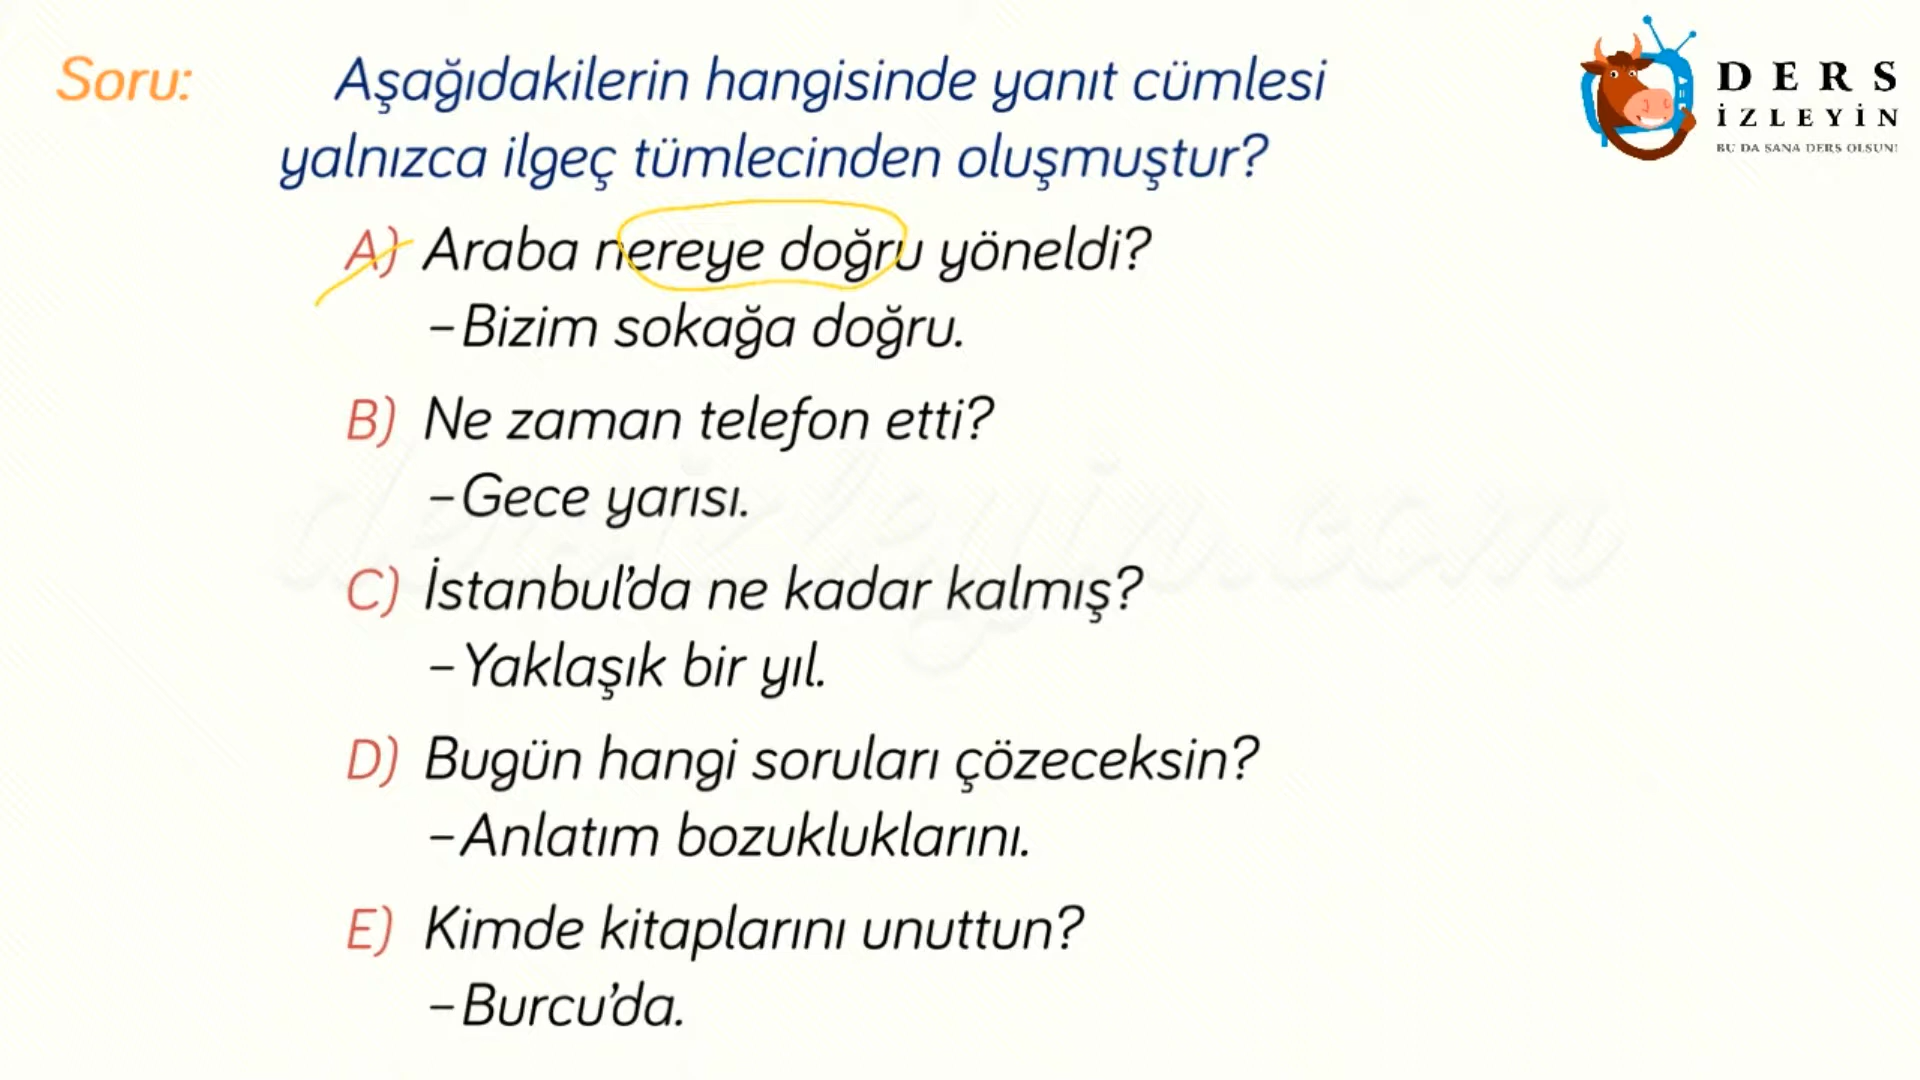 Soru:
Aşağıdakilerin hangisinde yanıt cümlesi
yalnızca ilgeç tümlecinden oluşmuştur?
A) Araba nereye doğru yöneldi?
–Bizim sokağa doğru.
B) Ne zaman telefon etti?
–Gece yarısı.
C) İstanbul'da ne kadar kalmış?
–Yaklaşık bir yıl.
D) Bugün hangi soruları çözeceksin?
–Anlatım bozukluklarını.
E) Kimde kitaplarını unuttun?
–Burcu'da.
DERS
İZLEYİN
BU DA SANA DERS OLSUN!
dersizleyin.com